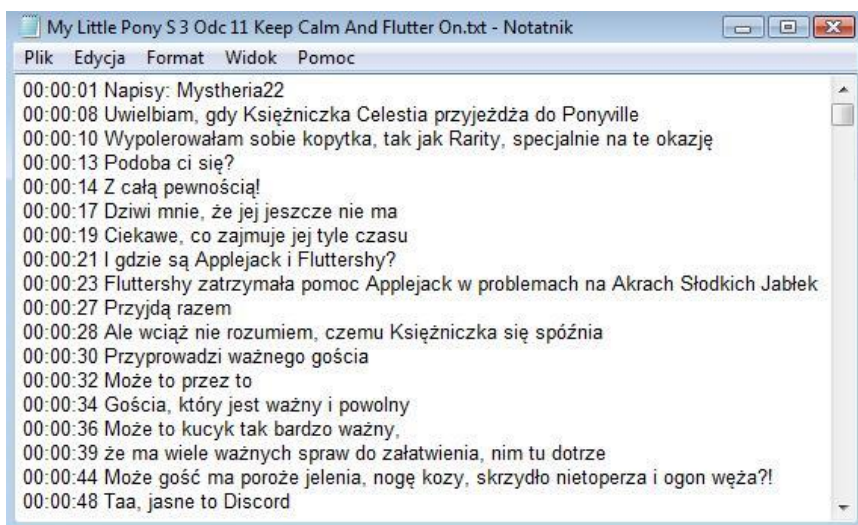 My Little Pony S 3 Odc 11 Keep Calm And Flutter On.txt - Notatnik
Plik Edycja Format Widok Pomoc
00:00:01 Napisy: Mystheria22
00:00:08 Uwielbiam, gdy Księżniczka Celestia przyjeżdża do Ponyville
00:00:10 Wypolerowałam sobie kopytka, tak jak Rarity, specjalnie na te okazję
00:00:13 Podoba ci się?
00:00:14 Z całą pewnością!
00:00:17 Dziwi mnie, że jej jeszcze nie ma
00:00:19 Ciekawe, co zajmuje jej tyle czasu
00:00:21 I gdzie są Applejack i Fluttershy?
00:00:23 Fluttershy zatrzymała pomoc Applejack w problemach na Akrach Słodkich Jabłek
00:00:27 Przyjdą razem
00:00:28 Ale wciąż nie rozumiem, czemu Księżniczka się spóźnia
00:00:30 Przyprowadzi ważnego gościa
00:00:32 Może to przez to
00:00:34 Gościa, który jest ważny i powolny
00:00:36 Może to kucyk tak bardzo ważny,
00:00:39 że ma wiele ważnych spraw do załatwienia, nim tu dotrze
00:00:44 Może gość ma poroże jelenia, nogę kozy, skrzydło nietoperza i ogon węża?!
00:00:48 Taa, jasne to Discord